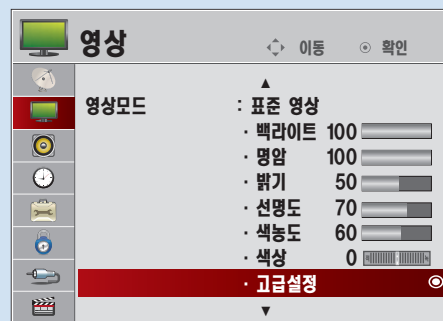 영상
이동 확인
영상모드 : 표준 영상
· 백라이트 100
· 명암 100
· 밝기 50
· 선명도 70
· 색농도 60
· 색상 0
· 고급설정